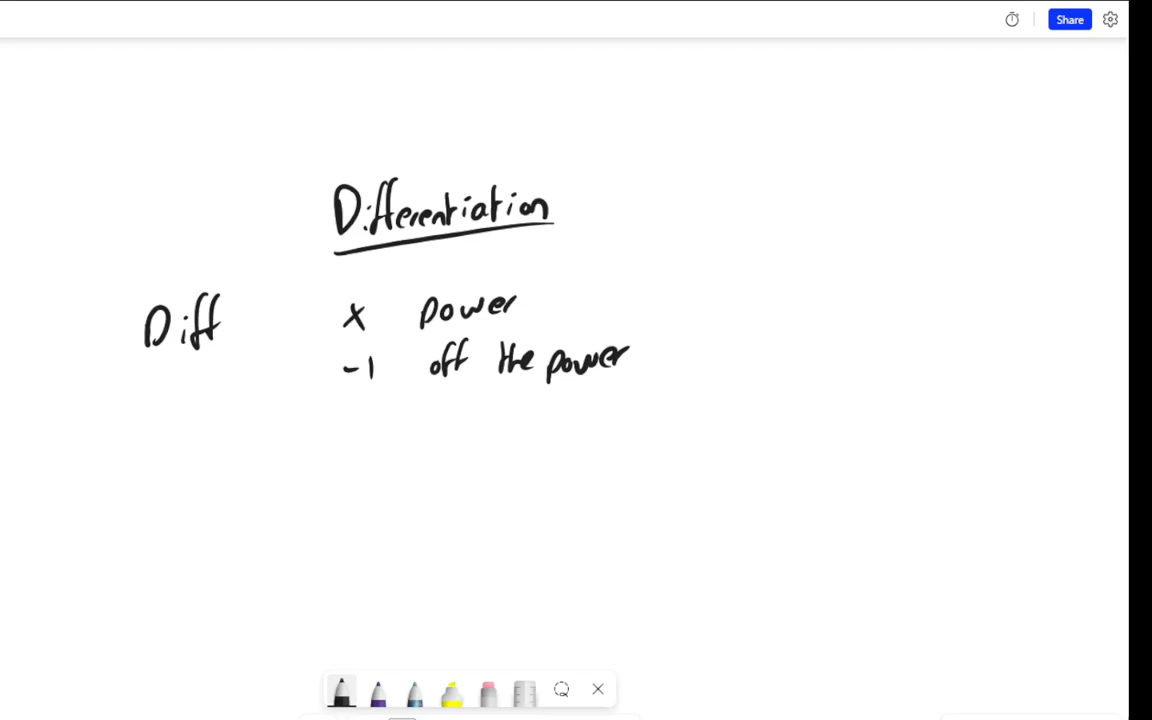 Share
Differentiation
Diff x power
-1 off the power